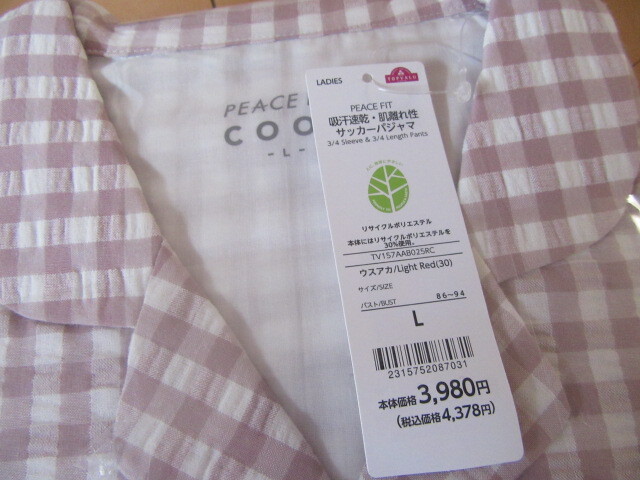 LADIES
TOPVALU
PEACE FIT
吸汗速乾・肌離れ性
サッカーパジャマ
3/4 Sleeve & 3/4 Length Pants
リサイクルポリエステル
本体にはリサイクルポリエステルを
30%使用。
TV157AAB02SRC
ウスアカ/Light Red(30)
サイズ/SIZE
バスト/BUST 86~94
L
2315752087031
本体価格3,980円
(税込価格4,378円)
PEACE
COO
-L-